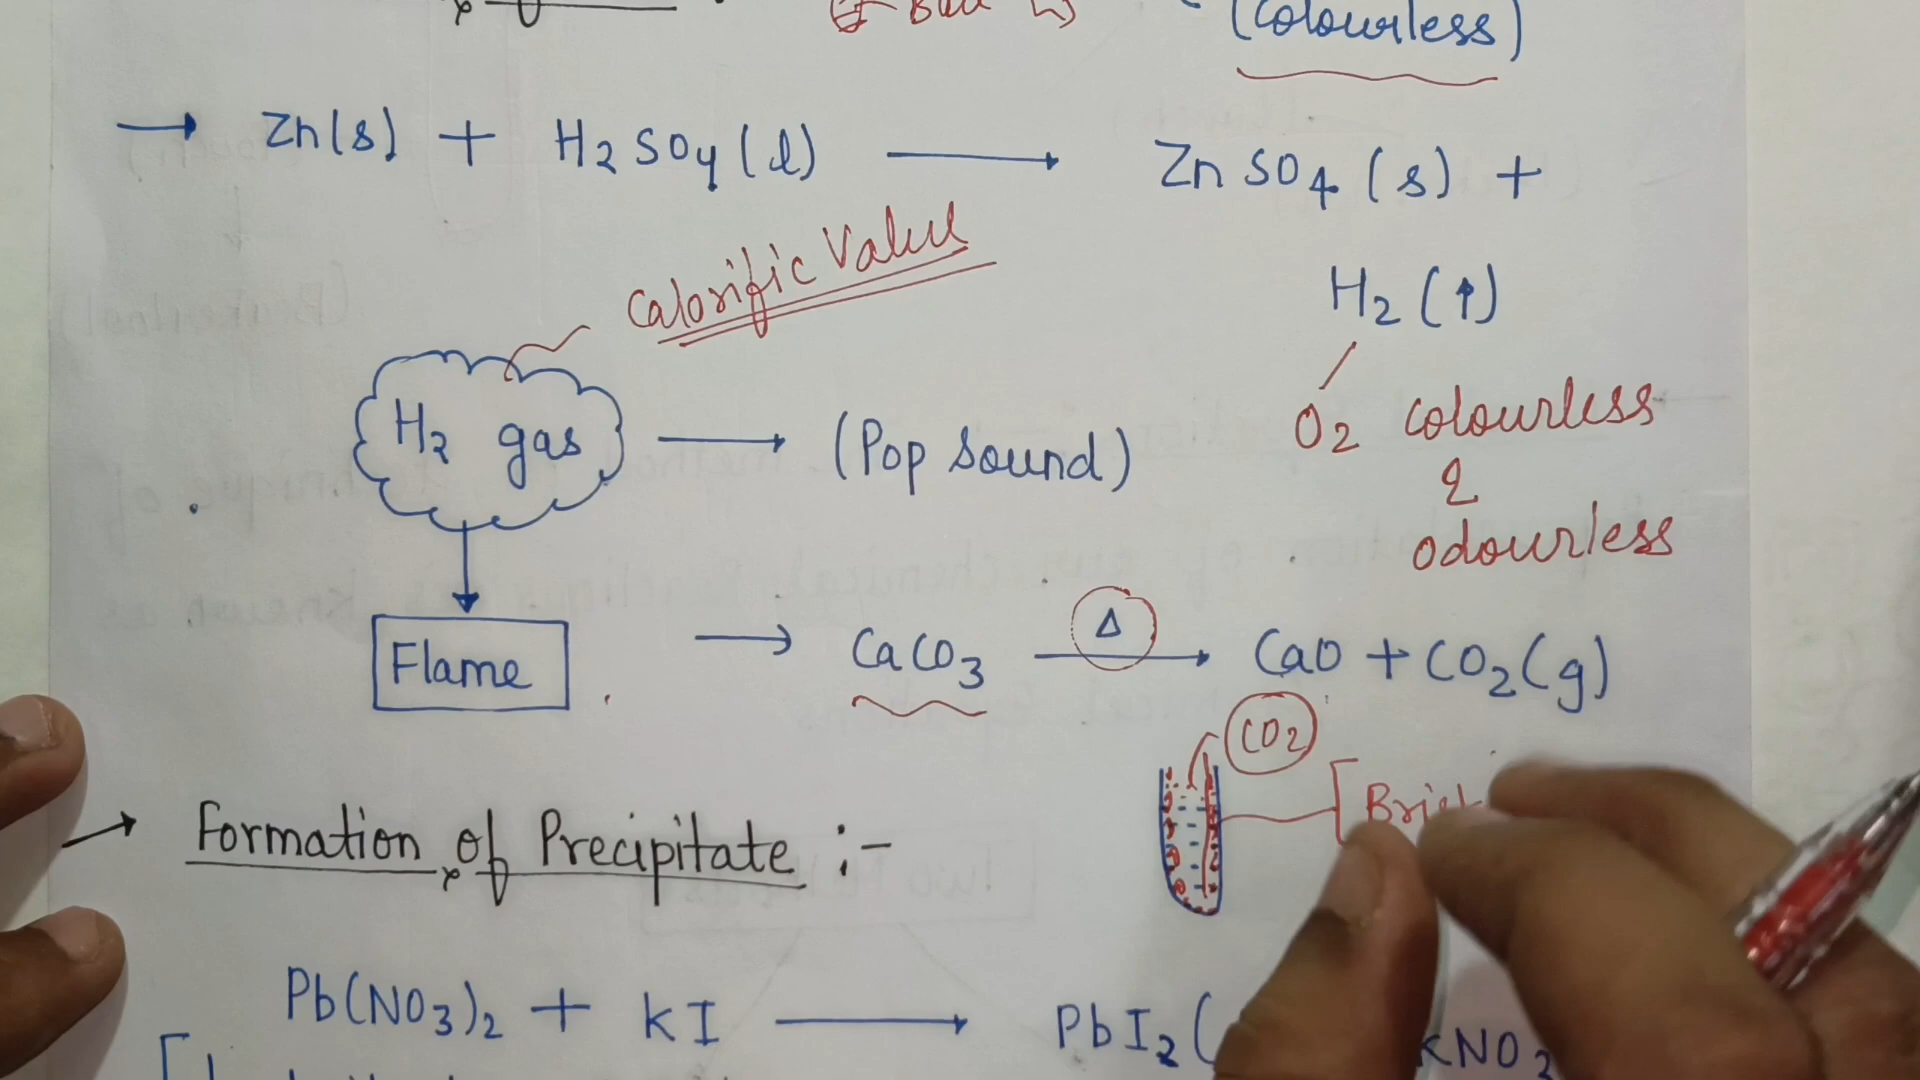 (Colourless)
→ Zn(s) + H2SO4(l) → ZnSO4(s) +
H2(↑)
Calorific Value
H2 gas → (Pop sound)
O2 colourless
&
odourless
Flame
→ CaCO3 Δ→ CaO + CO2(g)
CO2
→ Formation of Precipitate :-
Pb(NO3)2 + KI → PbI2( KNO3